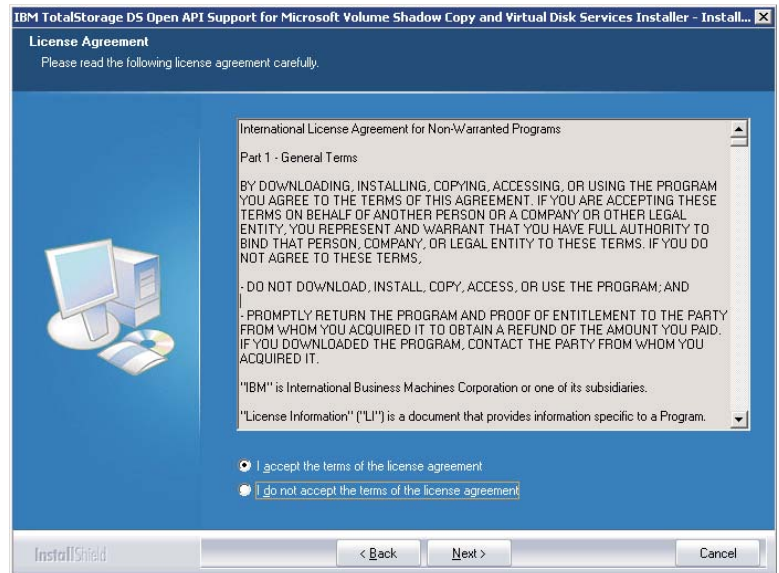 IBM TotalStorage DS Open API Support for Microsoft Volume Shadow Copy and Virtual Disk Services Installer - Install...
License Agreement
Please read the following license agreement carefully.
International License Agreement for Non-Warranted Programs
Part 1 - General Terms
BY DOWNLOADING, INSTALLING, COPYING, ACCESSING, OR USING THE PROGRAM
YOU AGREE TO THE TERMS OF THIS AGREEMENT. IF YOU ARE ACCEPTING THESE
TERMS ON BEHALF OF ANOTHER PERSON OR A COMPANY OR OTHER LEGAL
ENTITY, YOU REPRESENT AND WARRANT THAT YOU HAVE FULL AUTHORITY TO
BIND THAT PERSON, COMPANY, OR LEGAL ENTITY TO THESE TERMS. IF YOU DO
NOT AGREE TO THESE TERMS,
- DO NOT DOWNLOAD, INSTALL, COPY, ACCESS, OR USE THE PROGRAM; AND
- PROMPTLY RETURN THE PROGRAM AND PROOF OF ENTITLEMENT TO THE PARTY
FROM WHOM YOU ACQUIRED IT TO OBTAIN A REFUND OF THE AMOUNT YOU PAID.
IF YOU DOWNLOADED THE PROGRAM, CONTACT THE PARTY FROM WHOM YOU
ACQUIRED IT.
"IBM" is International Business Machines Corporation or one of its subsidiaries.
"License Information" ("LI") is a document that provides information specific to a Program.
I accept the terms of the license agreement
I do not accept the terms of the license agreement
InstallShield
< Back
Next >
Cancel